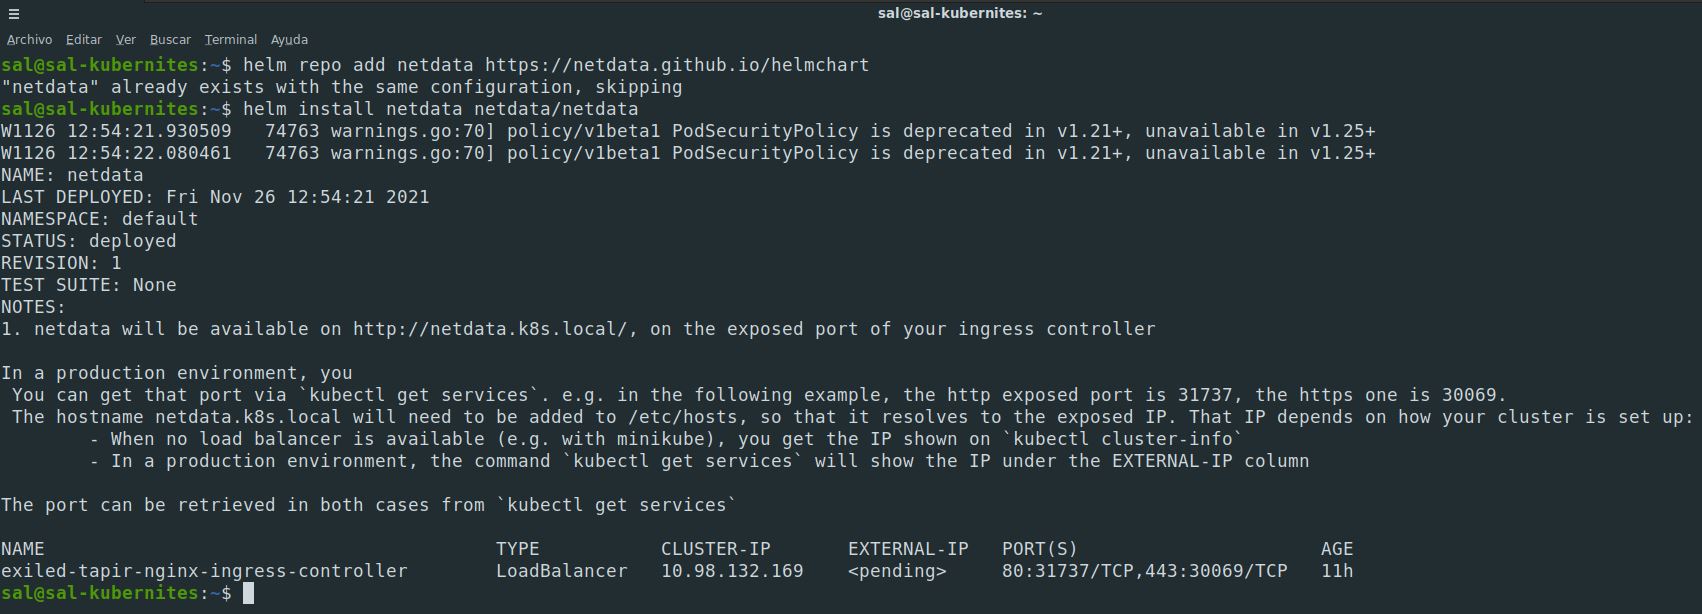 sal@sal-kubernites: ~
Archivo Editar Ver Buscar Terminal Ayuda
sal@sal-kubernites:~$ helm repo add netdata https://netdata.github.io/helmchart
"netdata" already exists with the same configuration, skipping
sal@sal-kubernites:~$ helm install netdata netdata/netdata
W1126 12:54:21.930509   74763 warnings.go:70] policy/v1beta1 PodSecurityPolicy is deprecated in v1.21+, unavailable in v1.25+
W1126 12:54:22.080461   74763 warnings.go:70] policy/v1beta1 PodSecurityPolicy is deprecated in v1.21+, unavailable in v1.25+
NAME: netdata
LAST DEPLOYED: Fri Nov 26 12:54:21 2021
NAMESPACE: default
STATUS: deployed
REVISION: 1
TEST SUITE: None
NOTES:
1. netdata will be available on http://netdata.k8s.local/, on the exposed port of your ingress controller
In a production environment, you
 You can get that port via `kubectl get services`. e.g. in the following example, the http exposed port is 31737, the https one is 30069.
 The hostname netdata.k8s.local will need to be added to /etc/hosts, so that it resolves to the exposed IP. That IP depends on how your cluster is set up:
        - When no load balancer is available (e.g. with minikube), you get the IP shown on `kubectl cluster-info`
        - In a production environment, the command `kubectl get services` will show the IP under the EXTERNAL-IP column
The port can be retrieved in both cases from `kubectl get services`
NAME                                         TYPE           CLUSTER-IP       EXTERNAL-IP   PORT(S)                      AGE
exiled-tapir-nginx-ingress-controller        LoadBalancer   10.98.132.169    <pending>     80:31737/TCP,443:30069/TCP   11h
sal@sal-kubernites:~$